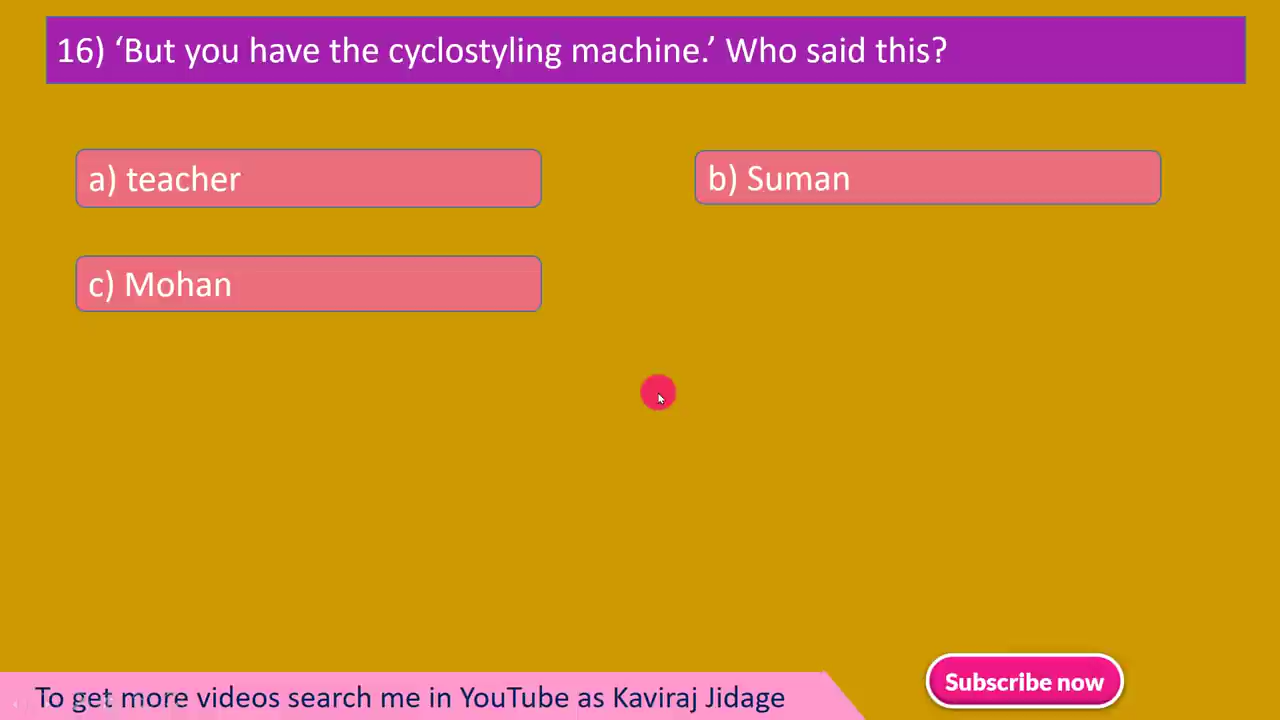 16) ‘But you have the cyclostyling machine.’ Who said this?
a) teacher
b) Suman
c) Mohan
Subscribe now
To get more videos search me in YouTube as Kaviraj Jidage